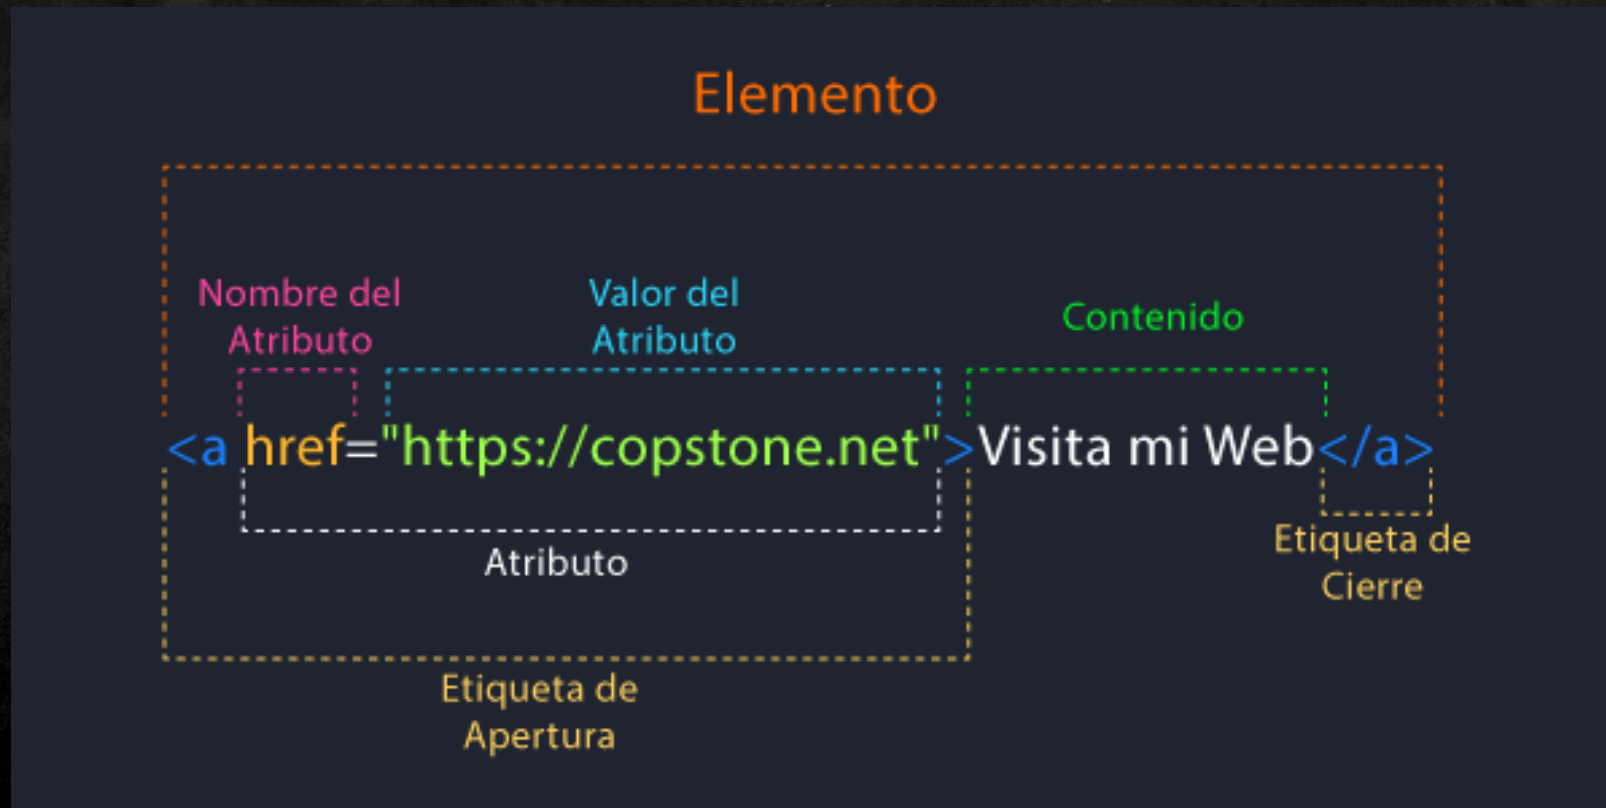 Elemento
Nombre del
Atributo
Valor del
Atributo
Contenido
<a href="https://copstone.net">Visita mi Web</a>
Atributo
Etiqueta de
Cierre
Etiqueta de
Apertura